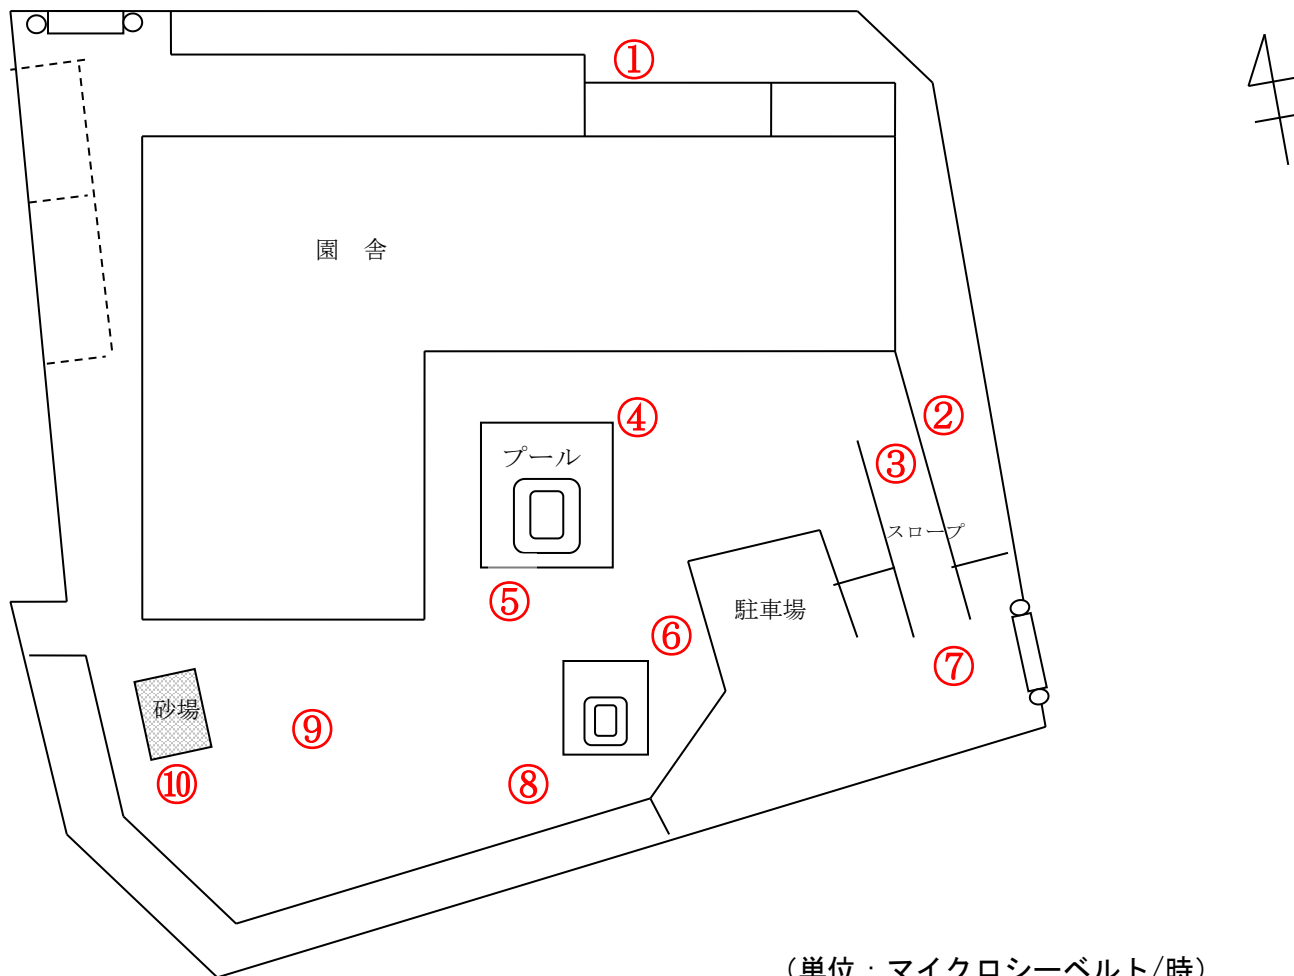 ①
園　舎
④
②
プール
③
スロープ
⑤
駐車場
⑥
⑦
砂場
⑨
⑩
⑧
（単位：マイクロシーベルト/時）